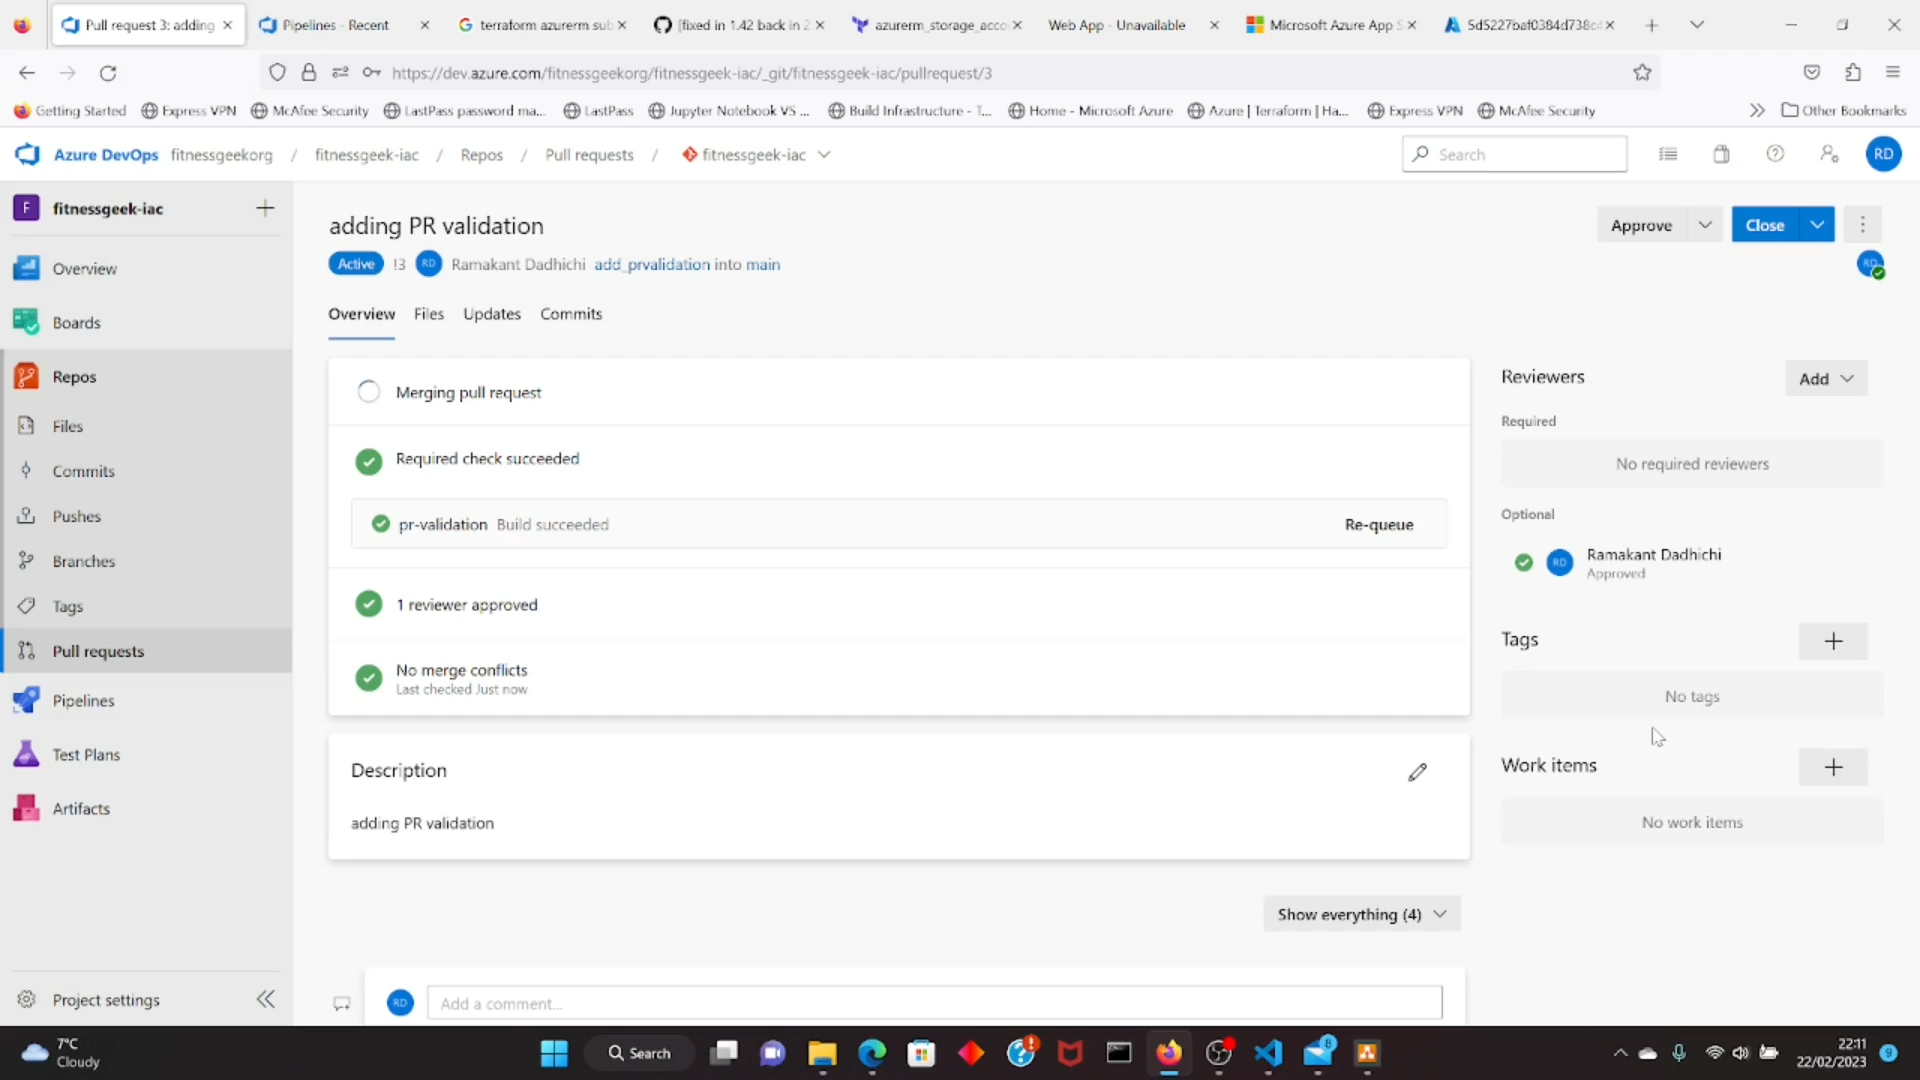 Pull request 3: adding
Pipelines - Recent
terraform azurerm sub
[fixed in 1.42 back in 2
azurerm_storage_acco
Web App - Unavailable
Microsoft Azure App S
5d5227baf0384d738c
https://dev.azure.com/fitnessgeekorg/fitnessgeek-iac/_git/fitnessgeek-iac/pullrequest/3
Getting Started
Express VPN
McAfee Security
LastPass password ma...
LastPass
Jupyter Notebook VS ...
Build Infrastructure - T...
Home - Microsoft Azure
Azure | Terraform | Ha...
Express VPN
McAfee Security
Other Bookmarks
Azure DevOps fitnessgeekorg / fitnessgeek-iac / Repos / Pull requests / fitnessgeek-iac
Search
RD
F fitnessgeek-iac
Overview
Boards
Repos
Files
Commits
Pushes
Branches
Tags
Pull requests
Pipelines
Test Plans
Artifacts
Project settings
adding PR validation
Approve
Close
Active !3 RD Ramakant Dadhichi add_prvalidation into main
RD
Overview Files Updates Commits
Merging pull request
Required check succeeded
pr-validation Build succeeded
Re-queue
1 reviewer approved
No merge conflicts
Last checked Just now
Description
adding PR validation
Show everything (4)
RD Add a comment...
Reviewers
Add
Required
No required reviewers
Optional
RD Ramakant Dadhichi
Approved
Tags
No tags
Work items
No work items
7°C
Cloudy
Search
8
22:11
22/02/2023
9